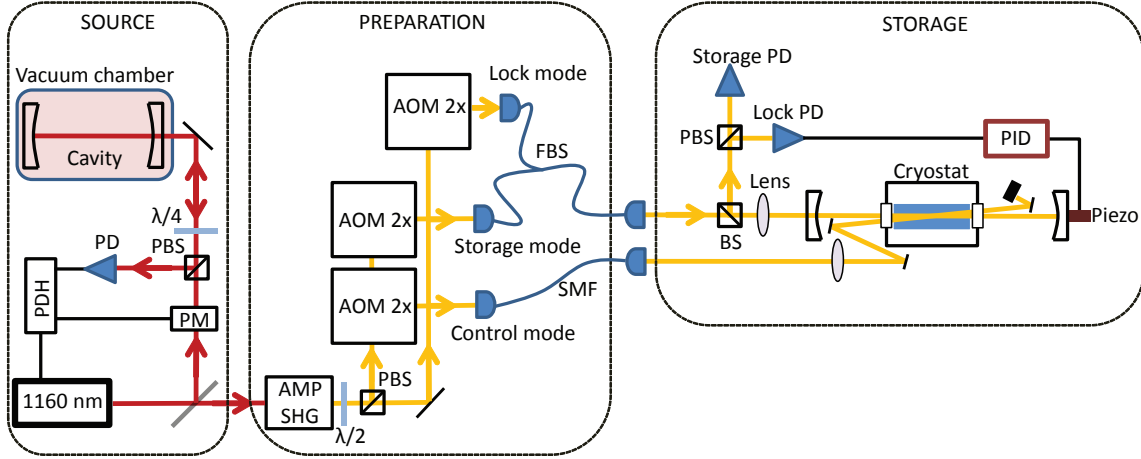 SOURCE
Vacuum chamber
Cavity
λ/4
PD
PBS
PDH
PM
1160 nm
PREPARATION
Lock mode
AOM 2x
FBS
AOM 2x
Storage mode
AOM 2x
SMF
Control mode
PBS
AMP
SHG
λ/2
STORAGE
Storage PD
Lock PD
PBS
PID
Cryostat
Lens
Piezo
BS